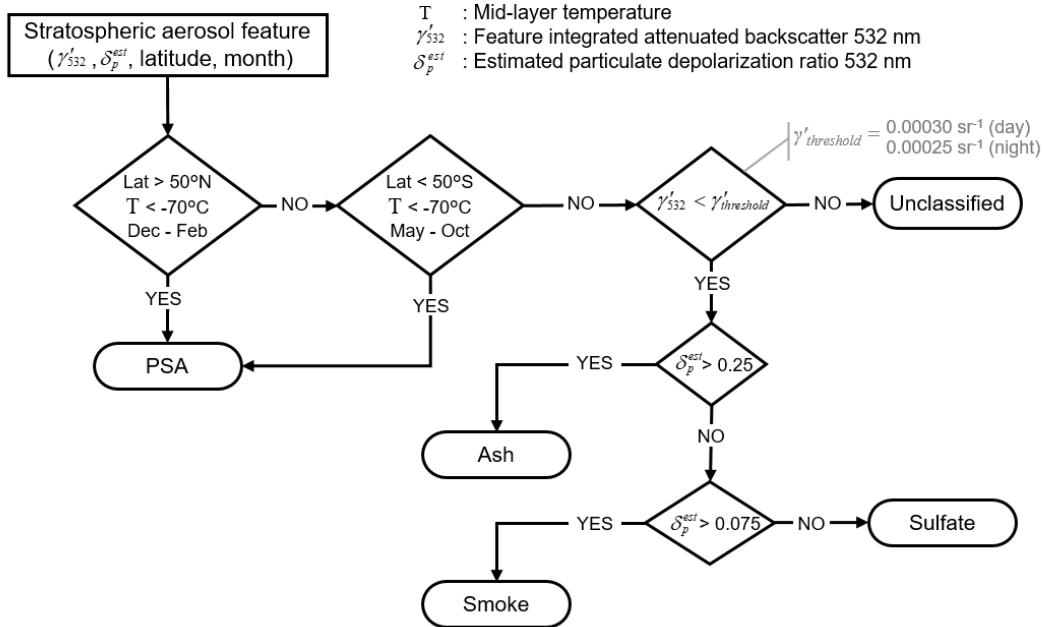 Stratospheric aerosol feature
(γ′532 , δp^est, latitude, month)
T : Mid-layer temperature
γ′532 : Feature integrated attenuated backscatter 532 nm
δp^est : Estimated particulate depolarization ratio 532 nm
γ′threshold = 0.00030 sr⁻¹ (day)
0.00025 sr⁻¹ (night)
Lat > 50ºN
T < -70ºC
Dec - Feb
NO
Lat < 50ºS
T < -70ºC
May - Oct
NO
γ′532 < γ′threshold
NO
Unclassified
YES
YES
YES
PSA
δp^est > 0.25
YES
Ash
NO
δp^est > 0.075
YES
NO
Sulfate
Smoke